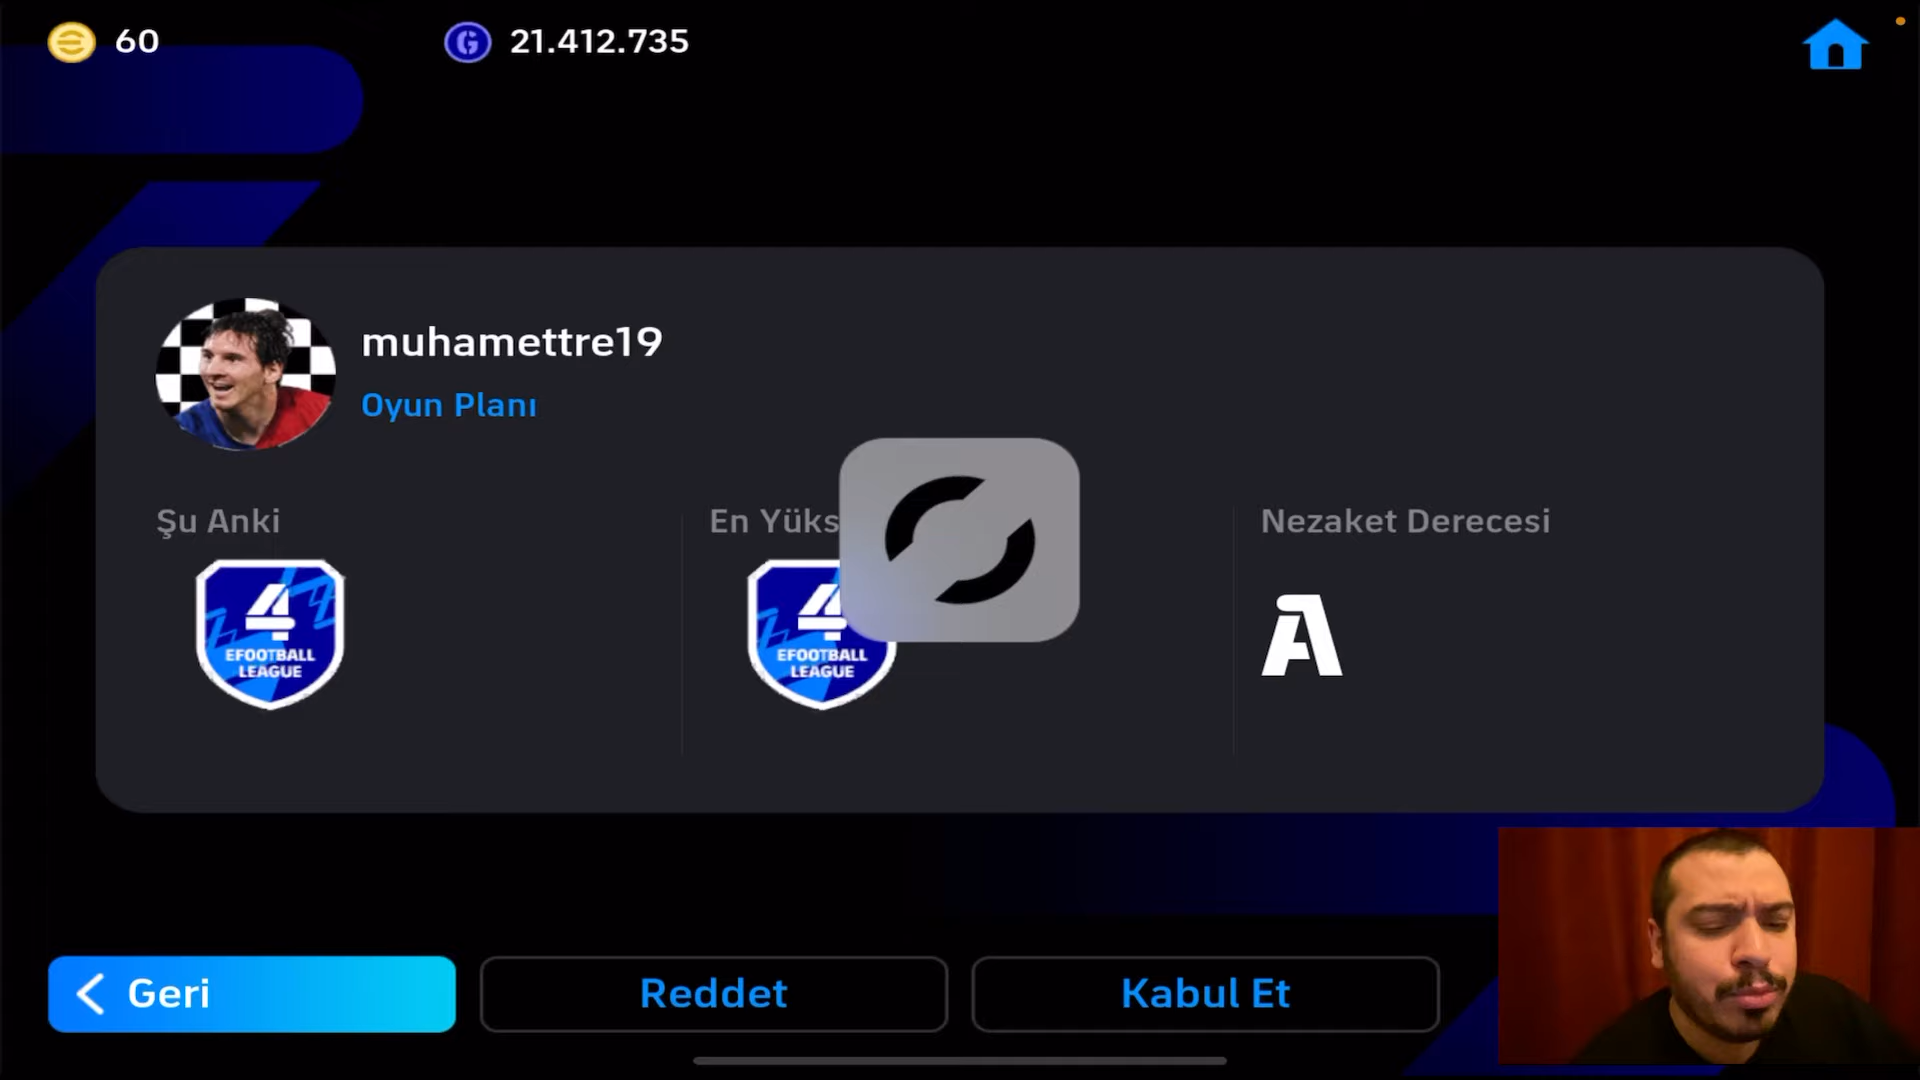 60
21.412.735
muhamettre19
Oyun Planı
Şu Anki
En Yüks
Nezaket Derecesi
4
EFOOTBALL
LEAGUE
4
EFOOTBALL
LEAGUE
A
Geri
Reddet
Kabul Et